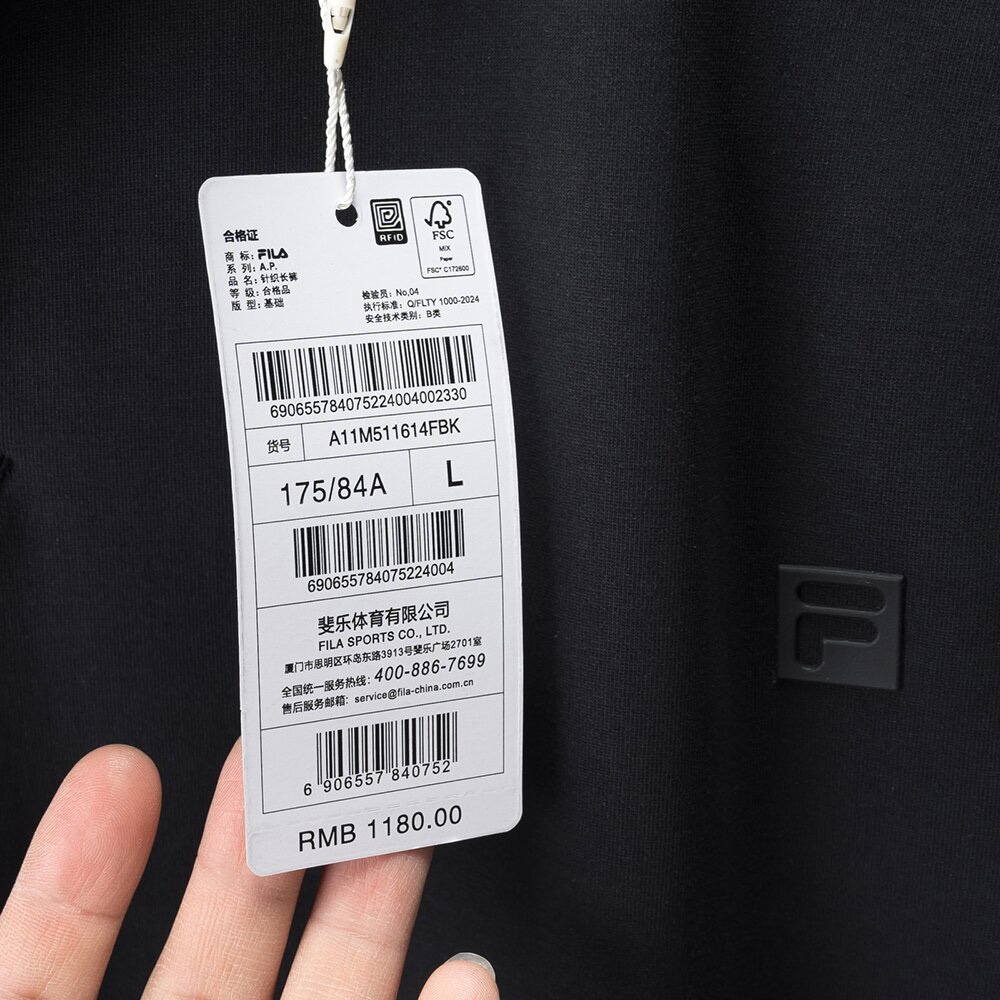 RFID
FSC
MIX
Paper
FSC® C172600
合格证
商 标: FILA
系 列: A.P.
品 名: 针织长裤
等 级: 合格品
版 型: 基础
检验员: No,04
执行标准: Q/FLTY 1000-2024
安全技术类别: B类
690655784075224004002330
货号 A11M511614FBK
175/84A L
690655784075224004
斐乐体育有限公司
FILA SPORTS CO., LTD.
厦门市思明区环岛东路3913号斐乐广场2701室
全国统一服务热线: 400-886-7699
售后服务邮箱: service@fila-china.com.cn
6 906557 840752
RMB 1180.00
F